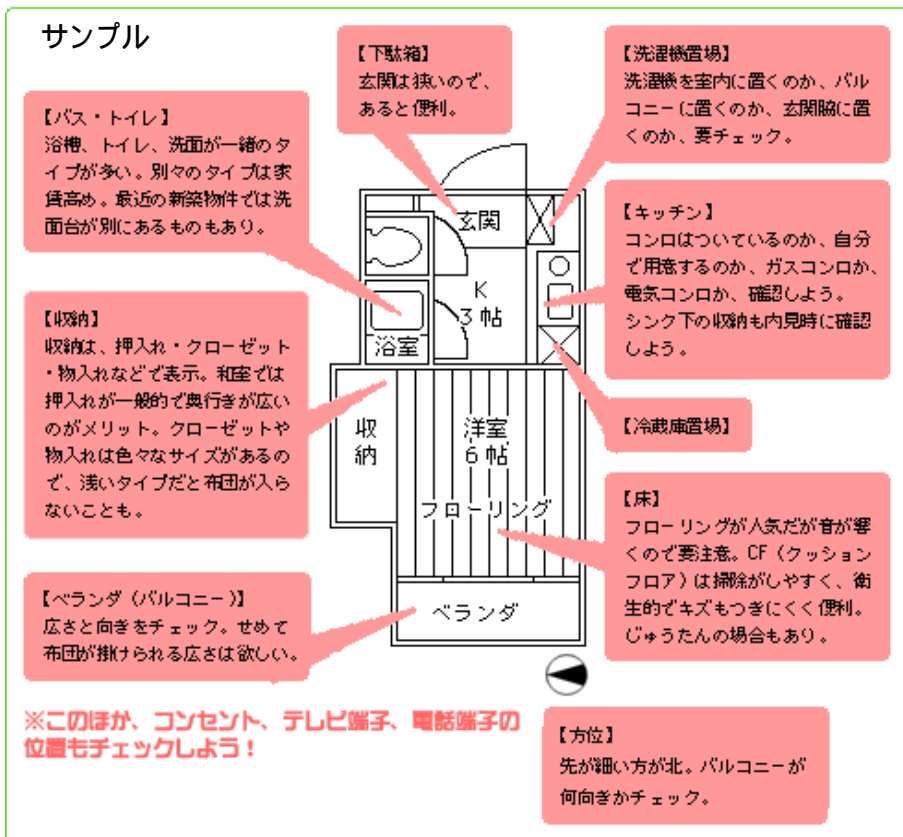 サンプル
【下駄箱】
玄関は狭いので、
あると便利。
【洗濯機置場】
洗濯機を室内に置くのか、バル
コニーに置くのか、玄関脇に置
くのか、要チェック。
【バス・トイレ】
浴槽、トイレ、洗面が一緒のタ
イプが多い。別々のタイプは家
賃高め。最近の新築物件では洗
面台が別にあるものもあり。
【キッチン】
コンロはついているのか、自分
で用意するのか、ガスコンロか、
電気コンロか、確認しよう。
シンク下の収納も内見時に確認
しよう。
玄関
K
3帖
浴室
【収納】
収納は、押入れ・クローゼット
・物入れなどで表示。和室では
押入れが一般的で奥行きが広い
のがメリット。クローゼットや
物入れは色々なサイズがあるの
で、浅いタイプだと布団が入ら
ないことも。
【冷蔵庫置場】
収納
洋室
6帖
フローリング
【床】
フローリングが人気だが音が響
くので要注意。CF（クッション
フロア）は掃除がしやすく、衛
生的でキズもつきにくく便利。
じゅうたんの場合もあり。
【ベランダ（バルコニー）】
広さと向きをチェック。せめて
布団が掛けられる広さは欲しい。
ベランダ
※このほか、コンセント、テレビ端子、電話端子の
位置もチェックしよう！
【方位】
先が細い方が北。バルコニーが
何向きかチェック。